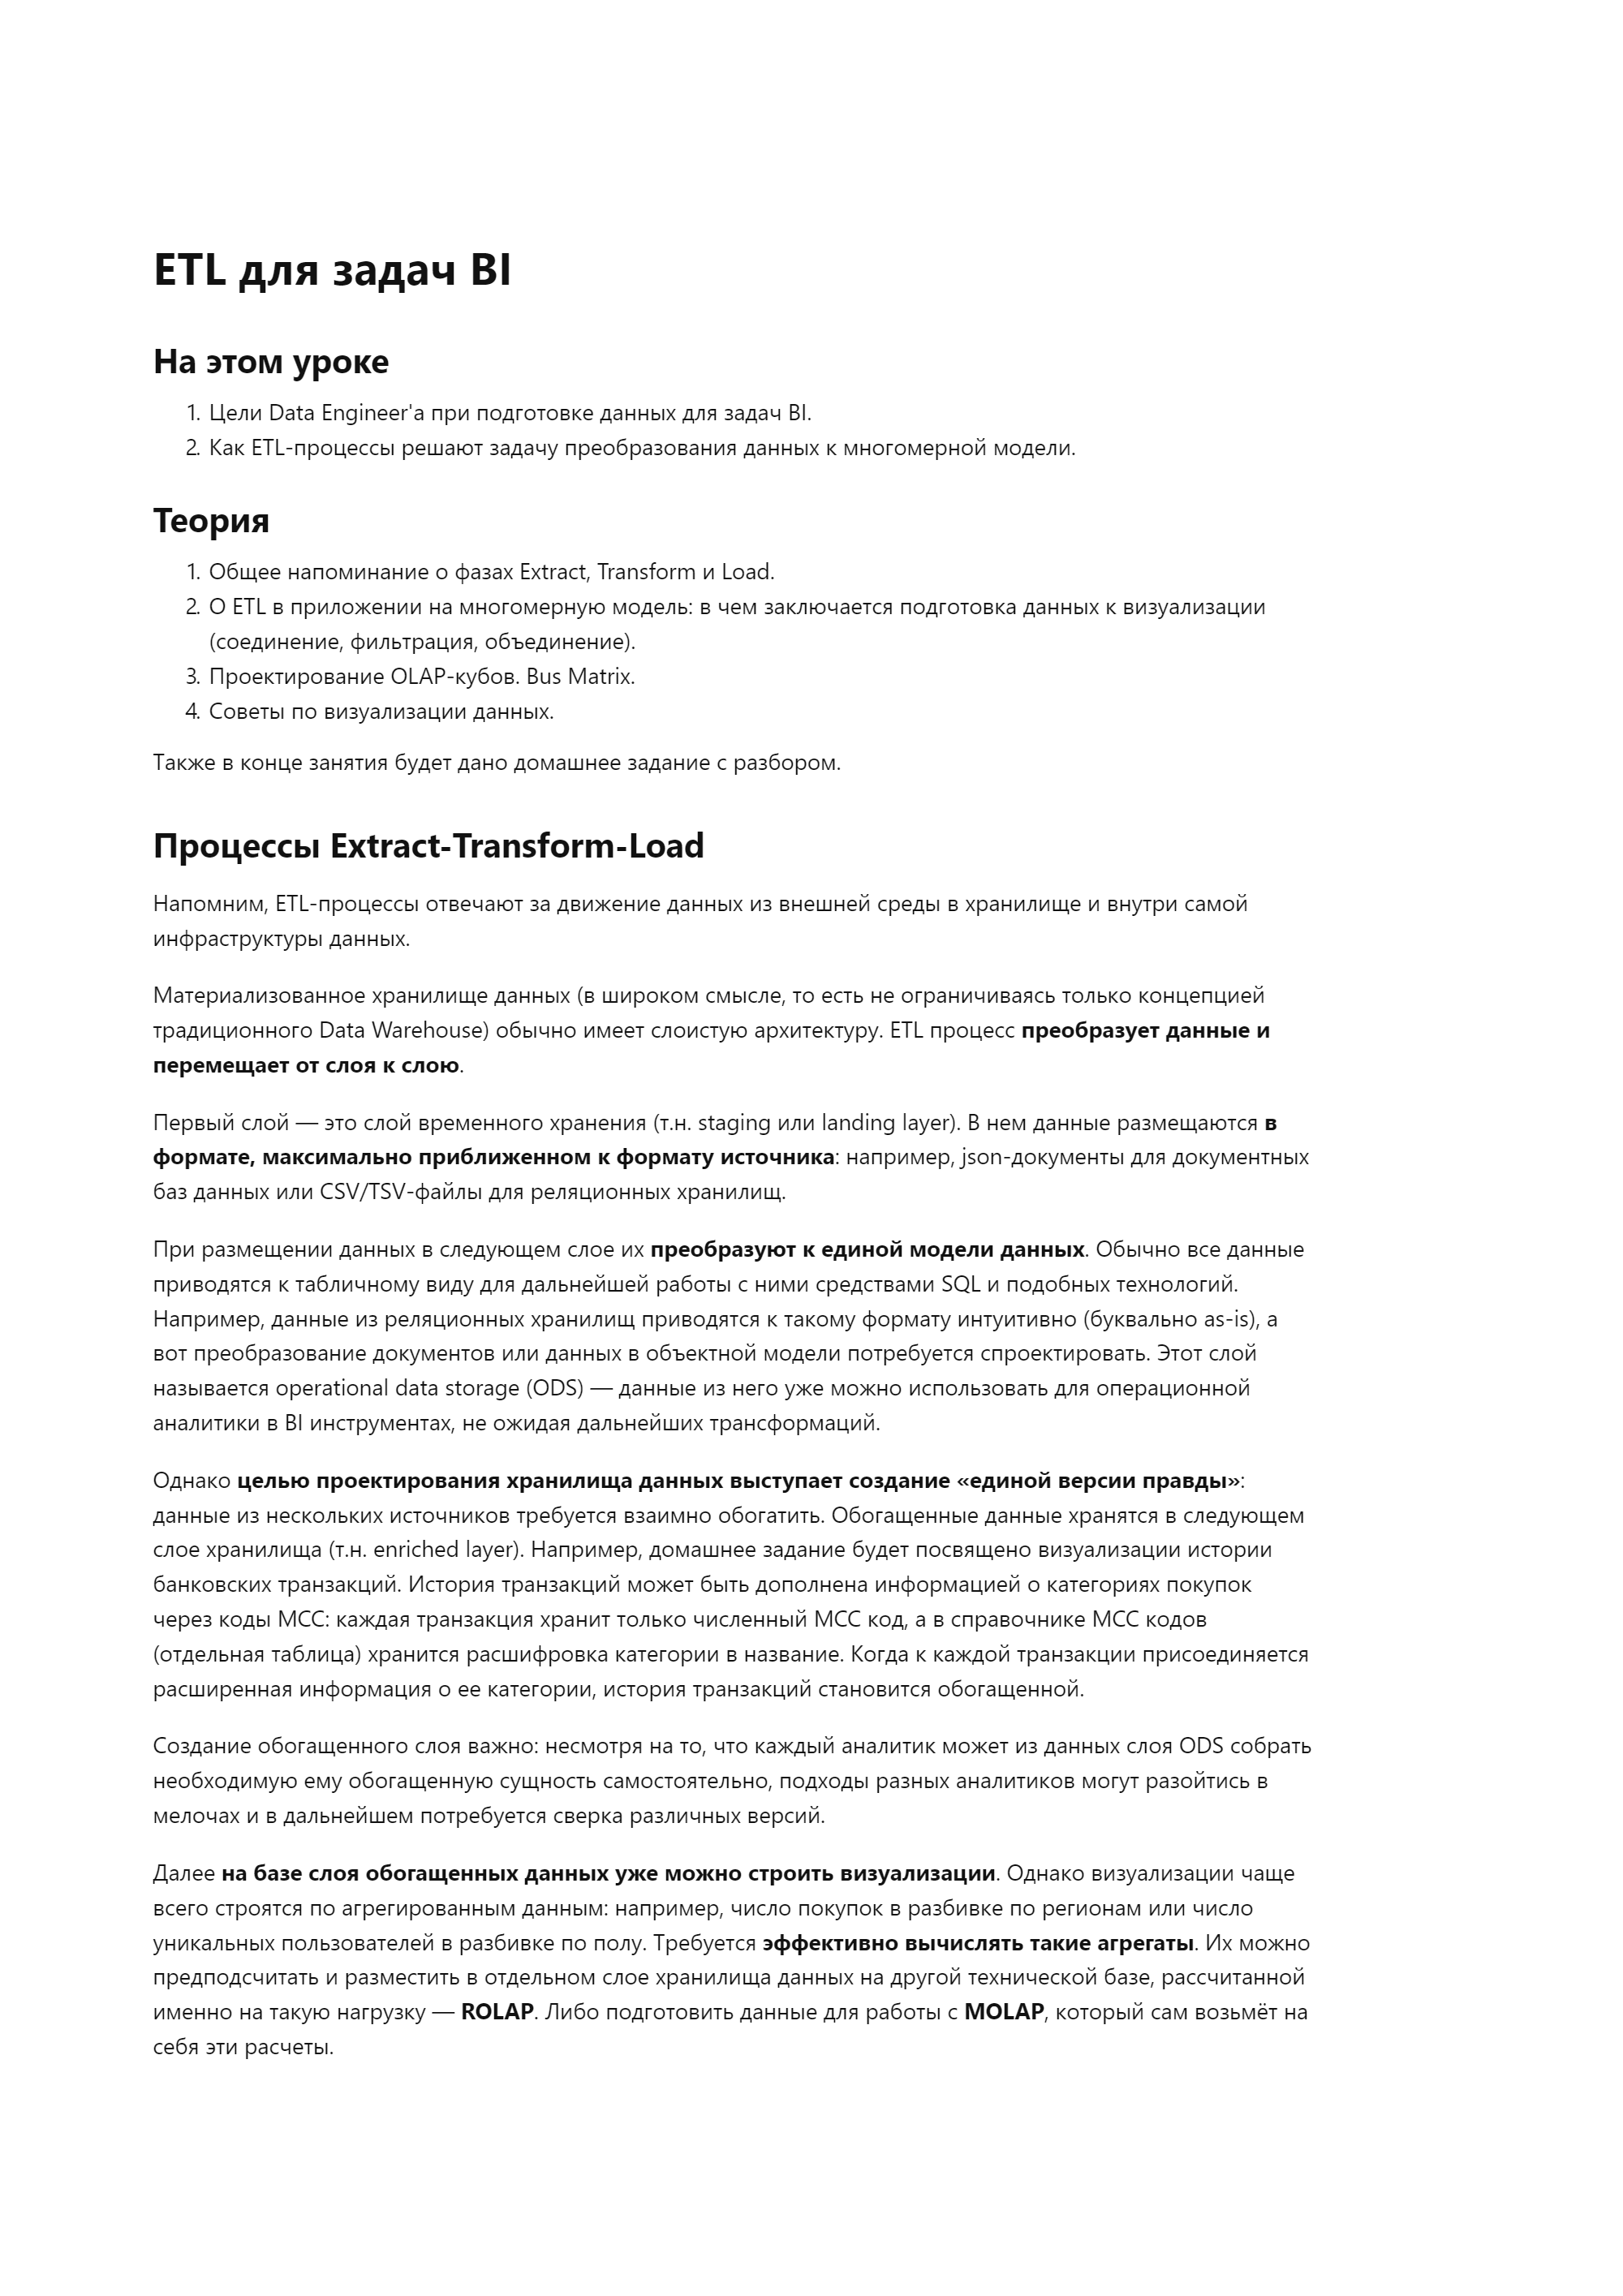 ETL для задач BI
На этом уроке
1. Цели Data Engineer'а при подготовке данных для задач BI.
2. Как ETL-процессы решают задачу преобразования данных к многомерной модели.
Теория
1. Общее напоминание о фазах Extract, Transform и Load.
2. О ETL в приложении на многомерную модель: в чем заключается подготовка данных к визуализации
(соединение, фильтрация, объединение).
3. Проектирование OLAP-кубов. Bus Matrix.
4. Советы по визуализации данных.
Также в конце занятия будет дано домашнее задание с разбором.
Процессы Extract-Transform-Load
Напомним, ETL-процессы отвечают за движение данных из внешней среды в хранилище и внутри самой
инфраструктуры данных.
Материализованное хранилище данных (в широком смысле, то есть не ограничиваясь только концепцией
традиционного Data Warehouse) обычно имеет слоистую архитектуру. ETL процесс преобразует данные и
перемещает от слоя к слою.
Первый слой — это слой временного хранения (т.н. staging или landing layer). В нем данные размещаются в
формате, максимально приближенном к формату источника: например, json-документы для документных
баз данных или CSV/TSV-файлы для реляционных хранилищ.
При размещении данных в следующем слое их преобразуют к единой модели данных. Обычно все данные
приводятся к табличному виду для дальнейшей работы с ними средствами SQL и подобных технологий.
Например, данные из реляционных хранилищ приводятся к такому формату интуитивно (буквально as-is), а
вот преобразование документов или данных в объектной модели потребуется спроектировать. Этот слой
называется operational data storage (ODS) — данные из него уже можно использовать для операционной
аналитики в BI инструментах, не ожидая дальнейших трансформаций.
Однако целью проектирования хранилища данных выступает создание «единой версии правды»:
данные из нескольких источников требуется взаимно обогатить. Обогащенные данные хранятся в следующем
слое хранилища (т.н. enriched layer). Например, домашнее задание будет посвящено визуализации истории
банковских транзакций. История транзакций может быть дополнена информацией о категориях покупок
через коды MCC: каждая транзакция хранит только численный MCC код, а в справочнике MCC кодов
(отдельная таблица) хранится расшифровка категории в название. Когда к каждой транзакции присоединяется
расширенная информация о ее категории, история транзакций становится обогащенной.
Создание обогащенного слоя важно: несмотря на то, что каждый аналитик может из данных слоя ODS собрать
необходимую ему обогащенную сущность самостоятельно, подходы разных аналитиков могут разойтись в
мелочах и в дальнейшем потребуется сверка различных версий.
Далее на базе слоя обогащенных данных уже можно строить визуализации. Однако визуализации чаще
всего строятся по агрегированным данным: например, число покупок в разбивке по регионам или число
уникальных пользователей в разбивке по полу. Требуется эффективно вычислять такие агрегаты. Их можно
предподсчитать и разместить в отдельном слое хранилища данных на другой технической базе, рассчитанной
именно на такую нагрузку — ROLAP. Либо подготовить данные для работы с MOLAP, который сам возьмёт на
себя эти расчеты.